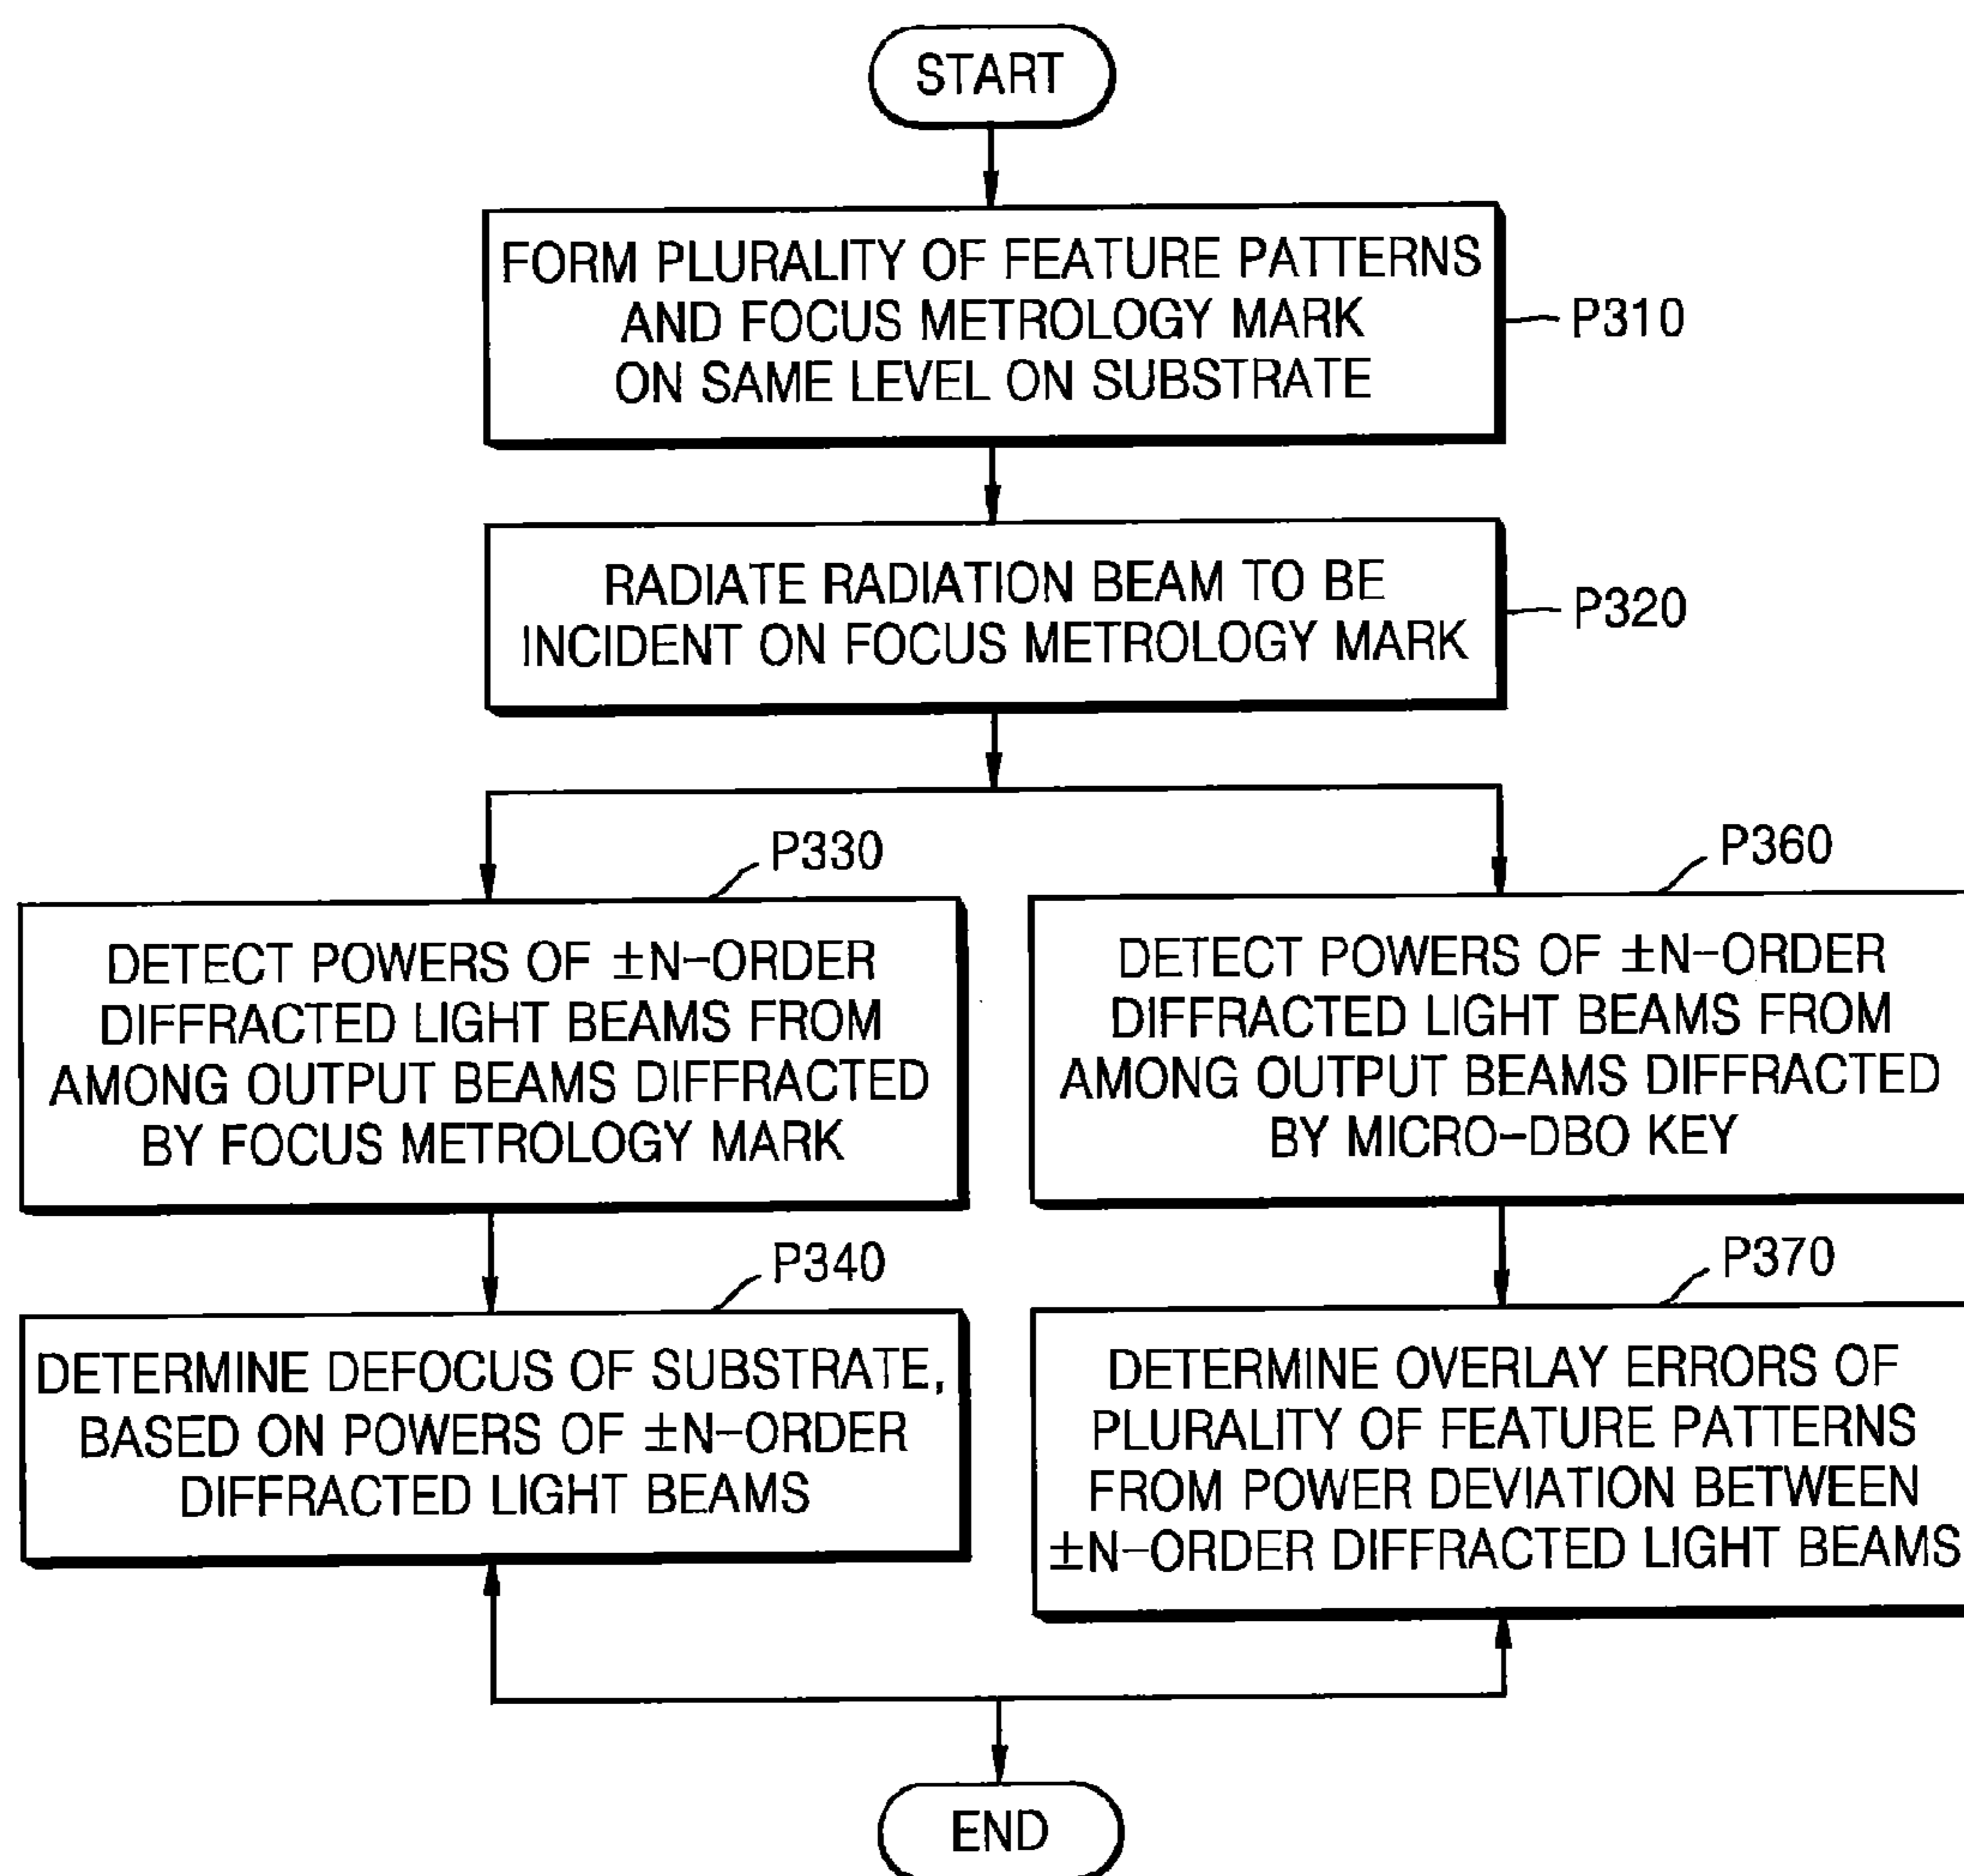 START
FORM PLURALITY OF FEATURE PATTERNS
AND FOCUS METROLOGY MARK
ON SAME LEVEL ON SUBSTRATE
P310
RADIATE RADIATION BEAM TO BE
INCIDENT ON FOCUS METROLOGY MARK
P320
P330
DETECT POWERS OF ±N-ORDER
DIFFRACTED LIGHT BEAMS FROM
AMONG OUTPUT BEAMS DIFFRACTED
BY FOCUS METROLOGY MARK
P360
DETECT POWERS OF ±N-ORDER
DIFFRACTED LIGHT BEAMS FROM
AMONG OUTPUT BEAMS DIFFRACTED
BY MICRO-DBO KEY
P340
DETERMINE DEFOCUS OF SUBSTRATE,
BASED ON POWERS OF ±N-ORDER
DIFFRACTED LIGHT BEAMS
P370
DETERMINE OVERLAY ERRORS OF
PLURALITY OF FEATURE PATTERNS
FROM POWER DEVIATION BETWEEN
±N-ORDER DIFFRACTED LIGHT BEAMS
END